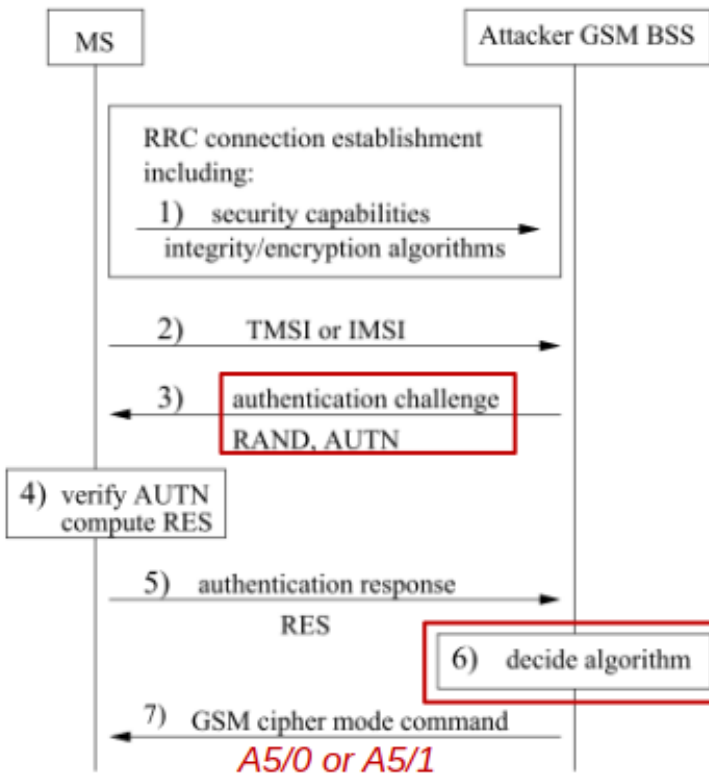 MS
Attacker GSM BSS
RRC connection establishment
including:
1) security capabilities
integrity/encryption algorithms
2) TMSI or IMSI
3) authentication challenge
RAND, AUTN
4) verify AUTN
compute RES
5) authentication response
RES
6) decide algorithm
7) GSM cipher mode command
A5/0 or A5/1